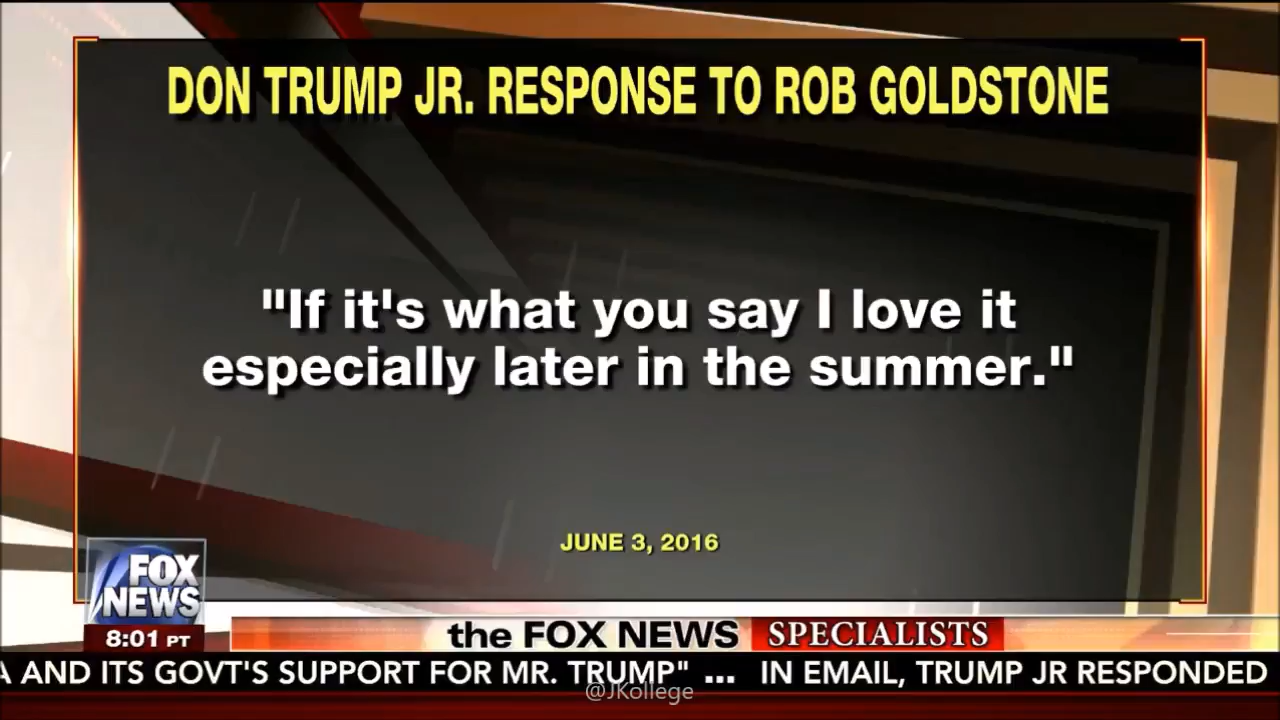 DON TRUMP JR. RESPONSE TO ROB GOLDSTONE
"If it's what you say I love it
especially later in the summer."
JUNE 3, 2016
FOX
NEWS
8:01 PT
the FOX NEWS SPECIALISTS
A AND ITS GOVT'S SUPPORT FOR MR. TRUMP" ... IN EMAIL, TRUMP JR RESPONDED
@JKollege